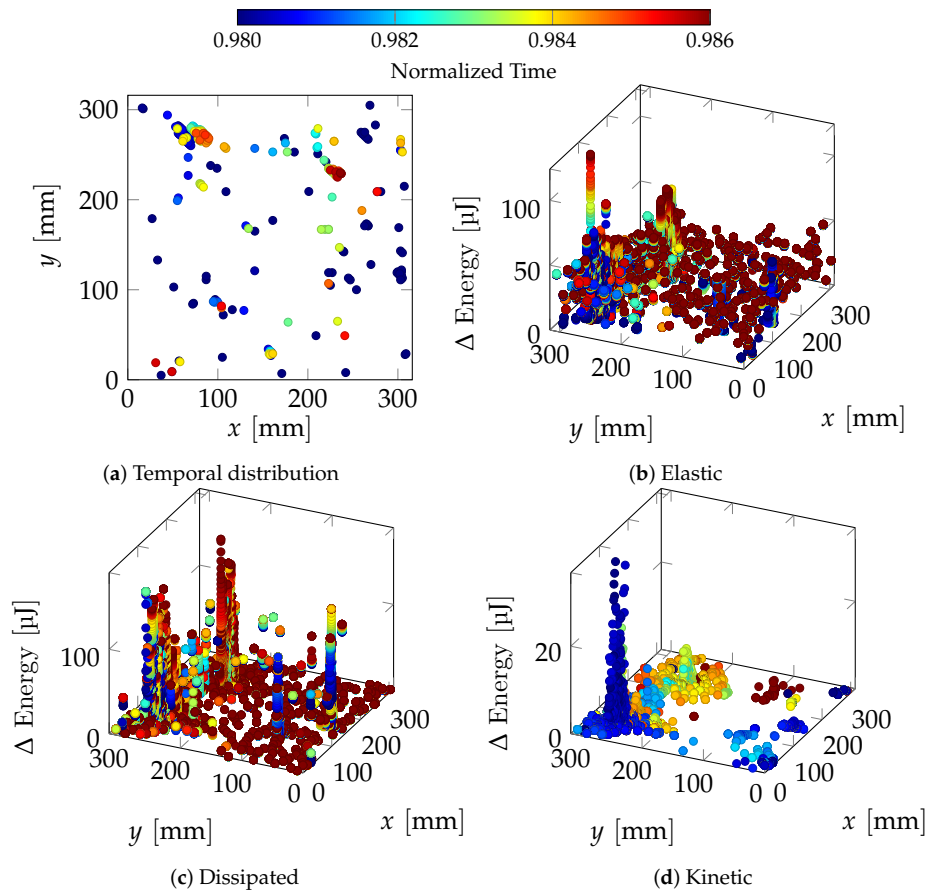 0.980 0.982 0.984 0.986
Normalized Time
300
200
100
0
0 100 200 300
y [mm]
x [mm]
(a) Temporal distribution
100
50
0
300 200 100 0
0 100 200 300
Δ Energy [µJ]
y [mm]
x [mm]
(b) Elastic
100
0
300 200 100 0
0 100 200 300
Δ Energy [µJ]
y [mm]
x [mm]
(c) Dissipated
20
0
300 200 100 0
0 100 200 300
Δ Energy [µJ]
y [mm]
x [mm]
(d) Kinetic